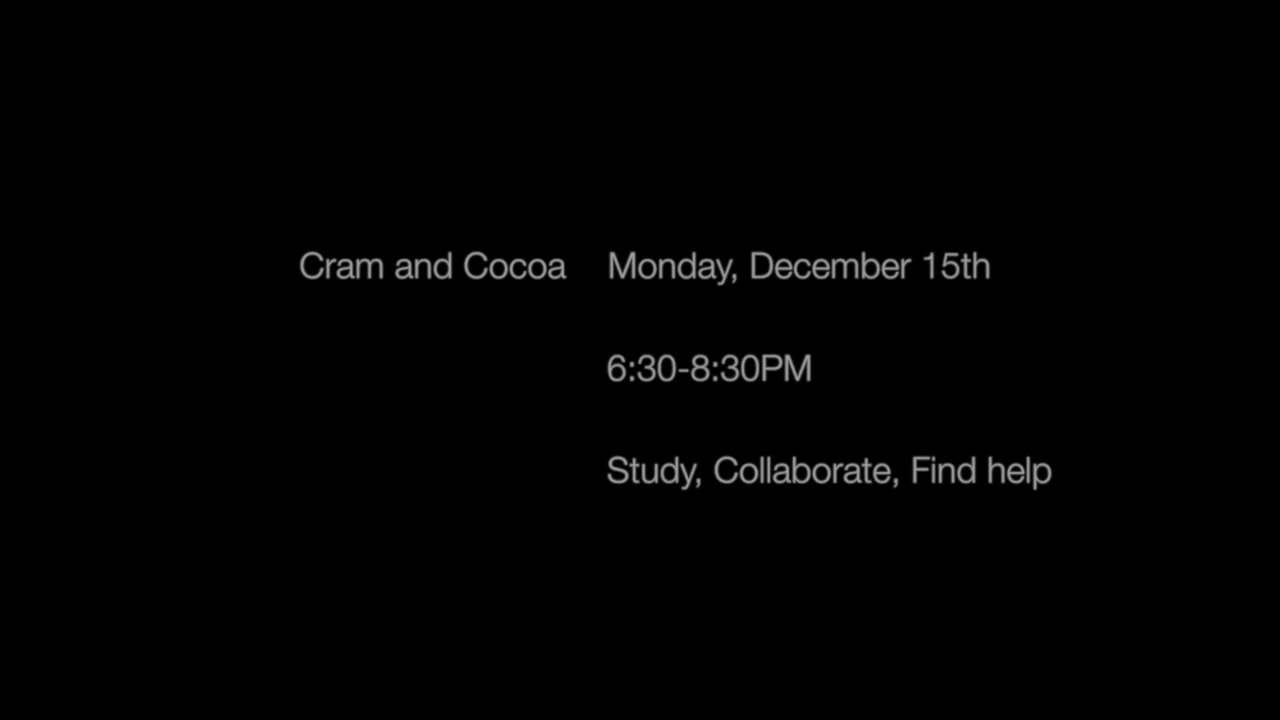 Cram and Cocoa Monday, December 15th
6:30-8:30PM
Study, Collaborate, Find help